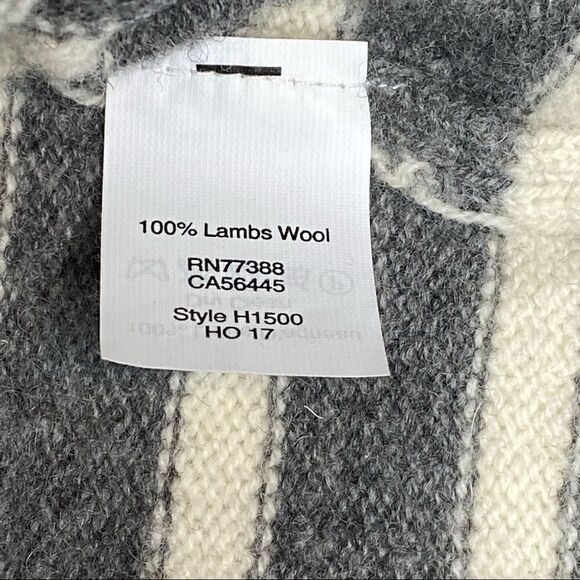 100% Lambs Wool
RN77388
CA56445
Style H1500
HO 17